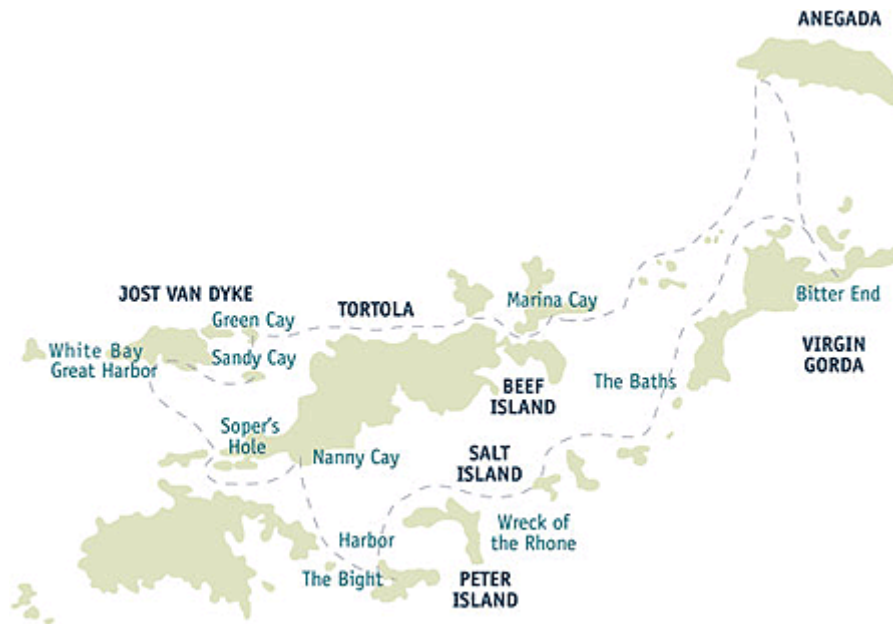 ANEGADA
JOST VAN DYKE
Green Cay
TORTOLA
Marina Cay
Bitter End
White Bay
Great Harbor
Sandy Cay
VIRGIN
GORDA
The Baths
BEEF
ISLAND
Soper's
Hole
Nanny Cay
SALT
ISLAND
Harbor
Wreck of
the Rhone
The Bight
PETER
ISLAND